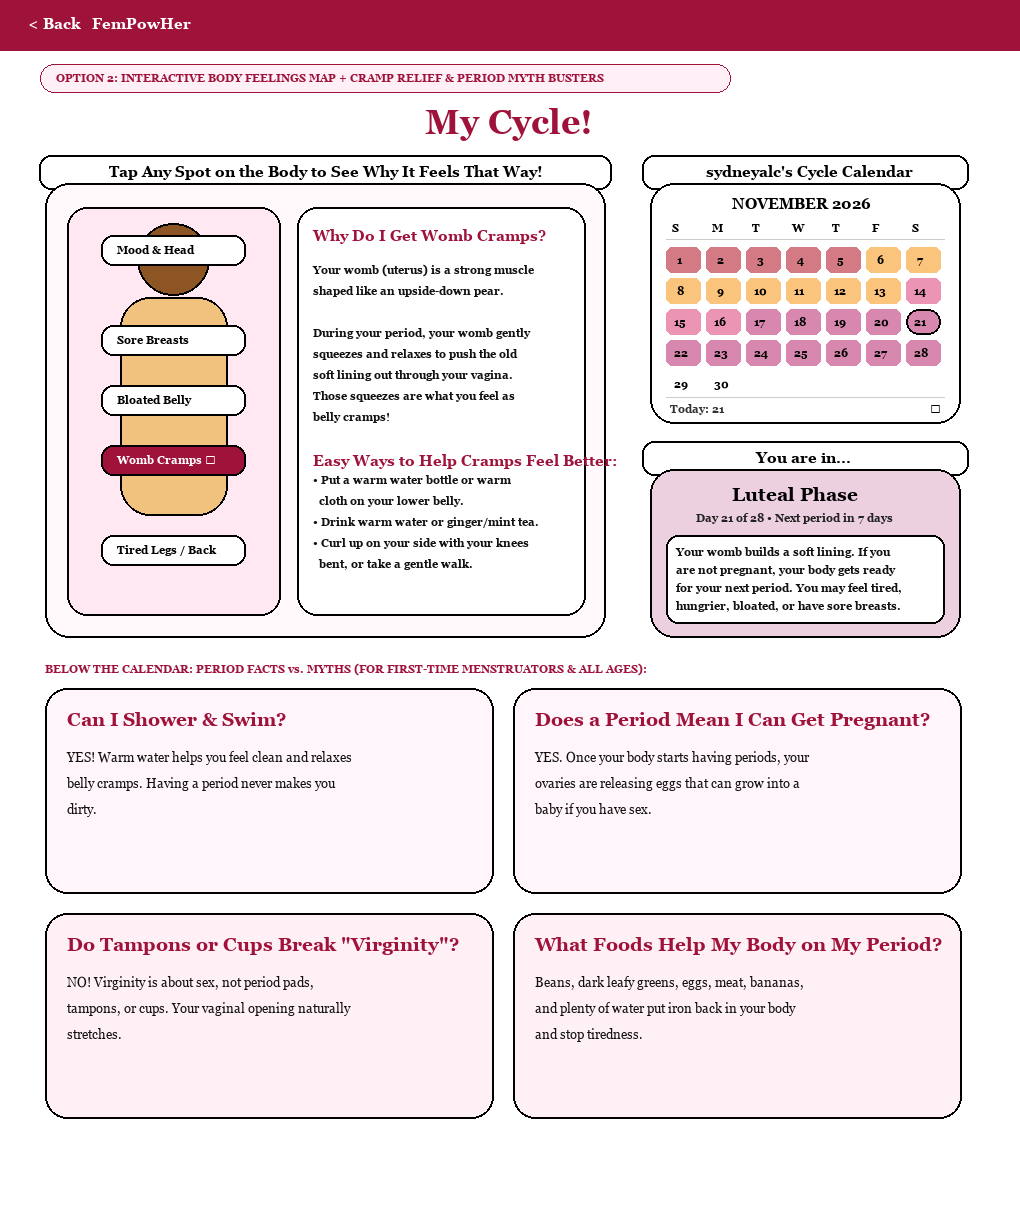 < Back FemPowHer
OPTION 2: INTERACTIVE BODY FEELINGS MAP + CRAMP RELIEF & PERIOD MYTH BUSTERS
My Cycle!
Tap Any Spot on the Body to See Why It Feels That Way!
Mood & Head
Sore Breasts
Bloated Belly
Womb Cramps □
Tired Legs / Back
Why Do I Get Womb Cramps?
Your womb (uterus) is a strong muscle
shaped like an upside-down pear.
During your period, your womb gently
squeezes and relaxes to push the old
soft lining out through your vagina.
Those squeezes are what you feel as
belly cramps!
Easy Ways to Help Cramps Feel Better:
• Put a warm water bottle or warm
cloth on your lower belly.
• Drink warm water or ginger/mint tea.
• Curl up on your side with your knees
bent, or take a gentle walk.
sydneyalc's Cycle Calendar
NOVEMBER 2026
S M T W T F S
1 2 3 4 5 6 7
8 9 10 11 12 13 14
15 16 17 18 19 20 21
22 23 24 25 26 27 28
29 30
Today: 21 □
You are in...
Luteal Phase
Day 21 of 28 • Next period in 7 days
Your womb builds a soft lining. If you
are not pregnant, your body gets ready
for your next period. You may feel tired,
hungrier, bloated, or have sore breasts.
BELOW THE CALENDAR: PERIOD FACTS vs. MYTHS (FOR FIRST-TIME MENSTRUATORS & ALL AGES):
Can I Shower & Swim?
YES! Warm water helps you feel clean and relaxes
belly cramps. Having a period never makes you
dirty.
Does a Period Mean I Can Get Pregnant?
YES. Once your body starts having periods, your
ovaries are releasing eggs that can grow into a
baby if you have sex.
Do Tampons or Cups Break "Virginity"?
NO! Virginity is about sex, not period pads,
tampons, or cups. Your vaginal opening naturally
stretches.
What Foods Help My Body on My Period?
Beans, dark leafy greens, eggs, meat, bananas,
and plenty of water put iron back in your body
and stop tiredness.